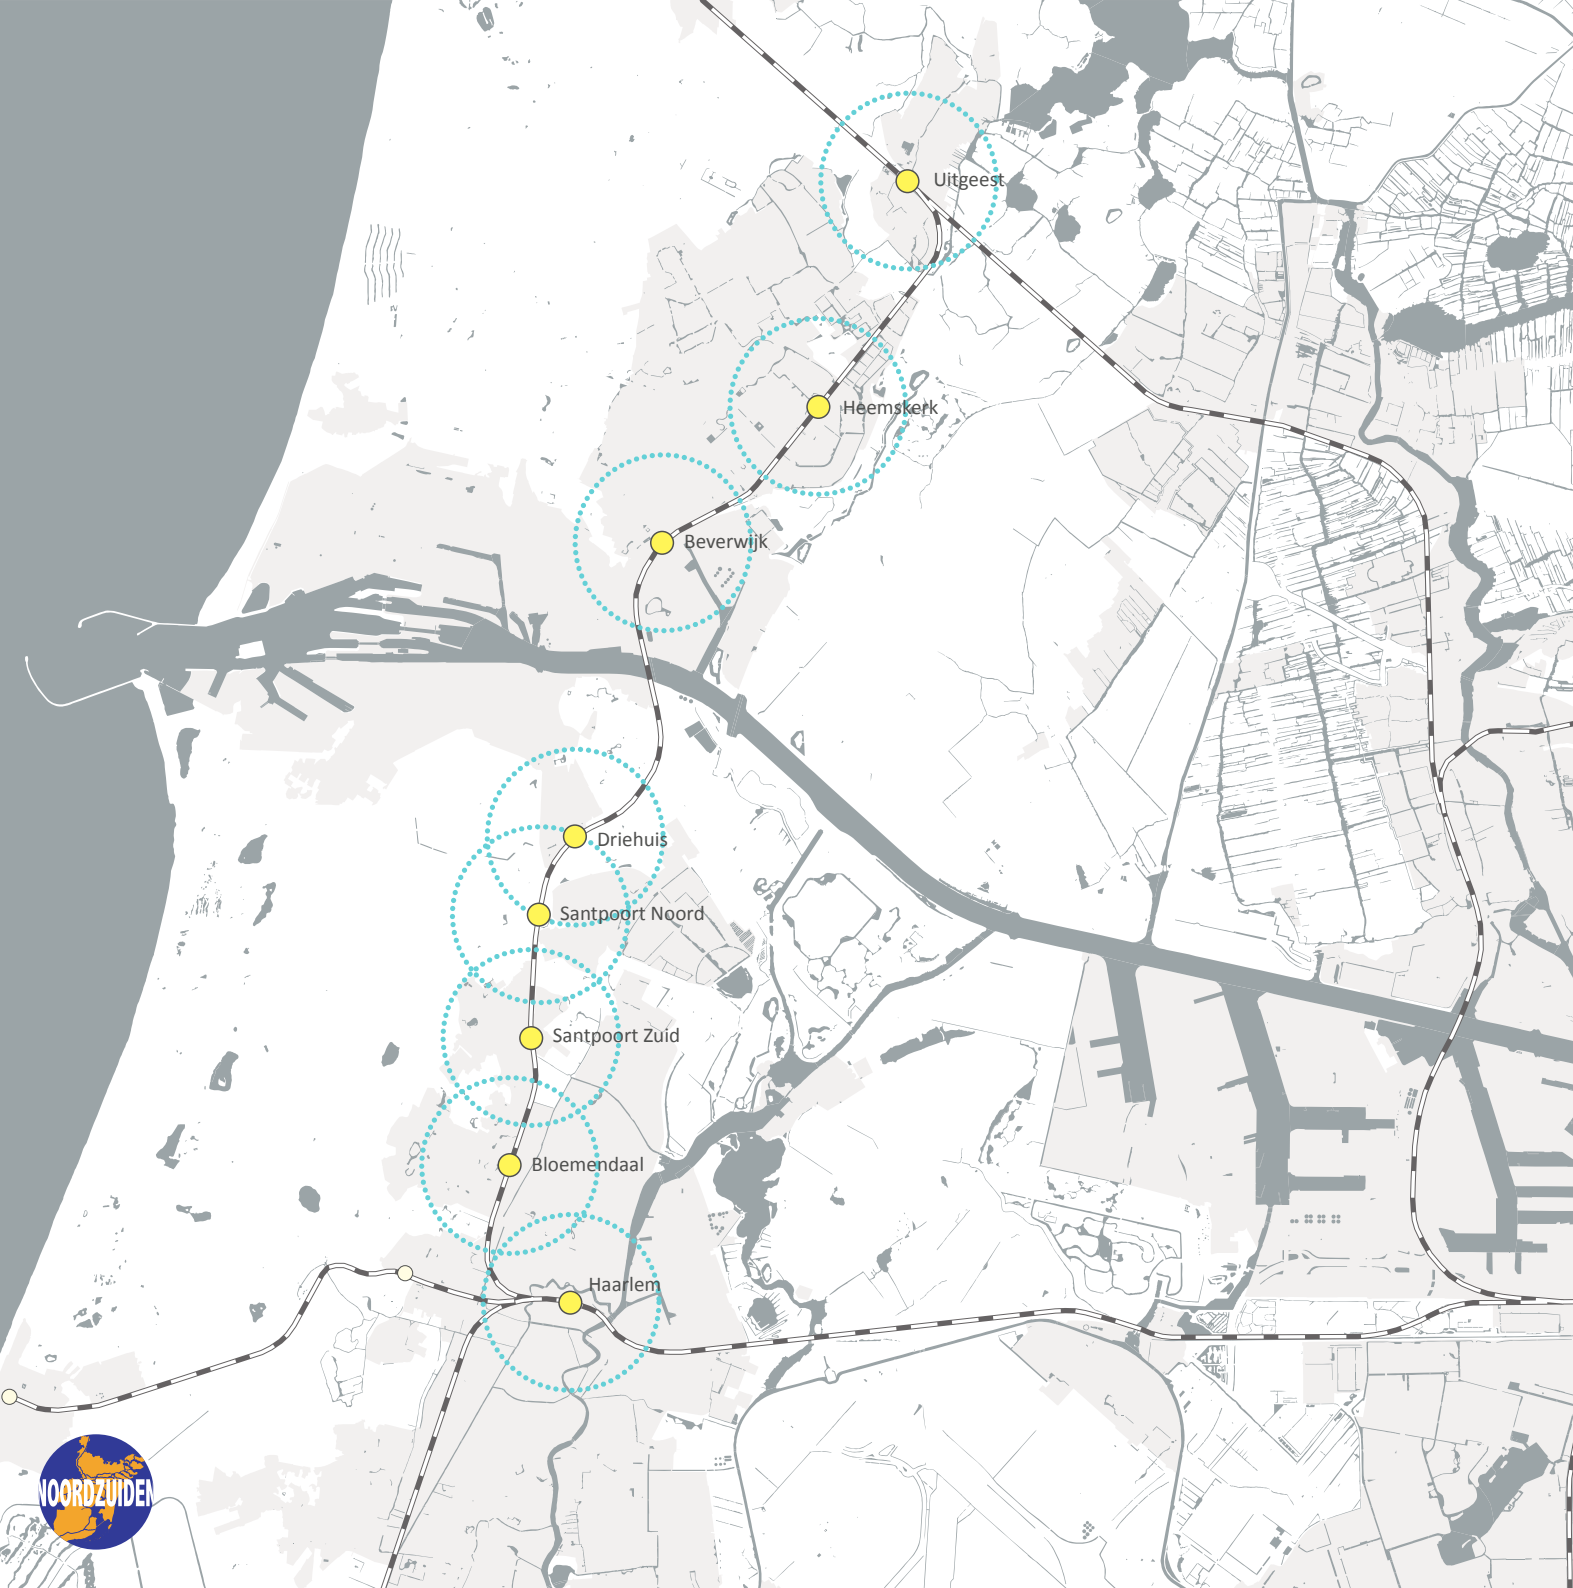 Uitgeest
Heemskerk
Beverwijk
Driehuis
Santpoort Noord
Santpoort Zuid
Bloemendaal
Haarlem
NOORDZUIDEN